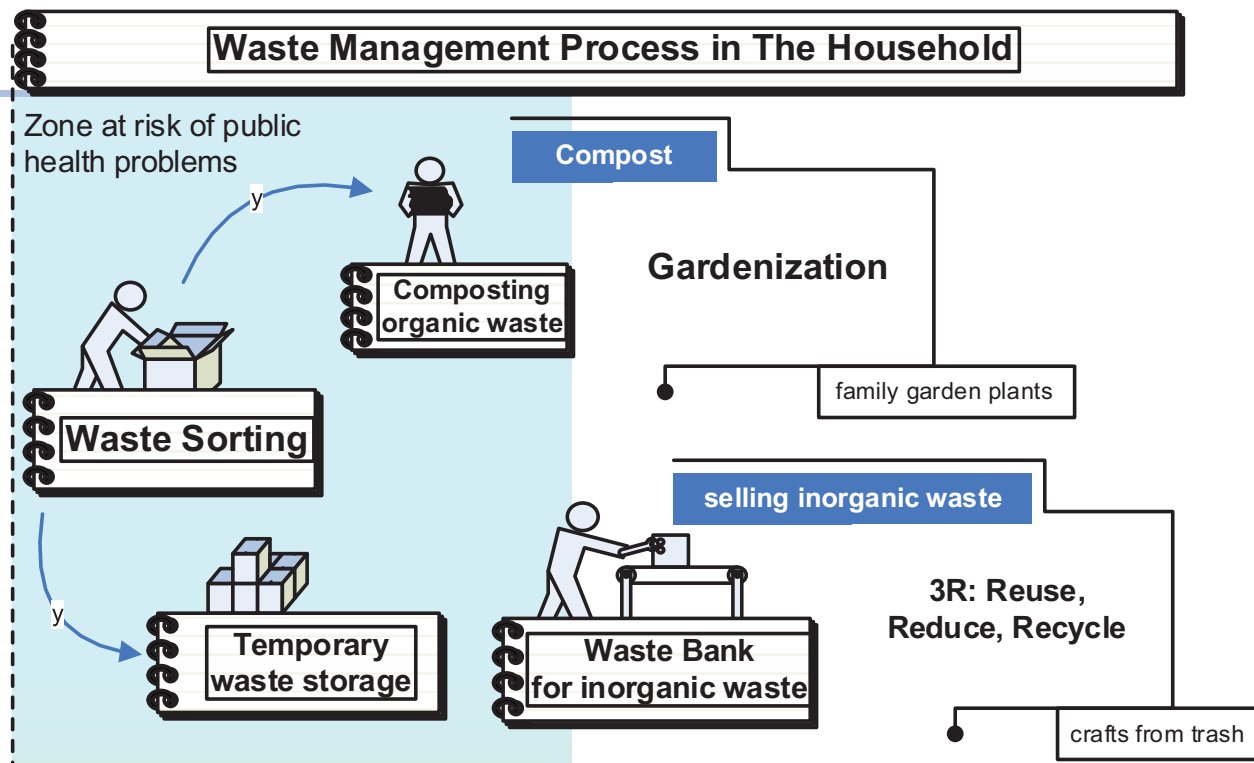 Waste Management Process in The Household
Zone at risk of public
health problems
Compost
y
Composting
organic waste
Gardenization
family garden plants
Waste Sorting
selling inorganic waste
y
Temporary
waste storage
Waste Bank
for inorganic waste
3R: Reuse,
Reduce, Recycle
crafts from trash